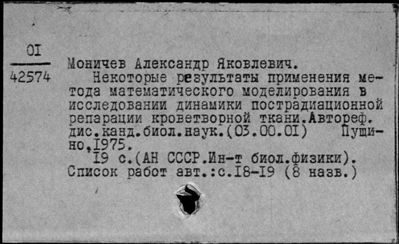 01
42574
Моничев Александр Яковлевич.
Некоторые результаты применения ме-
тода математического моделирования в
исследовании динамики пострадиационной
репарации кроветворной ткани.Автореф.
дис.канд.биол.наук.(03.00.01) Пущи-
но,1975.
19 с.(АН СССР.Ин-т биол.физики).
Список работ авт.:с.18-19 (8 назв.)